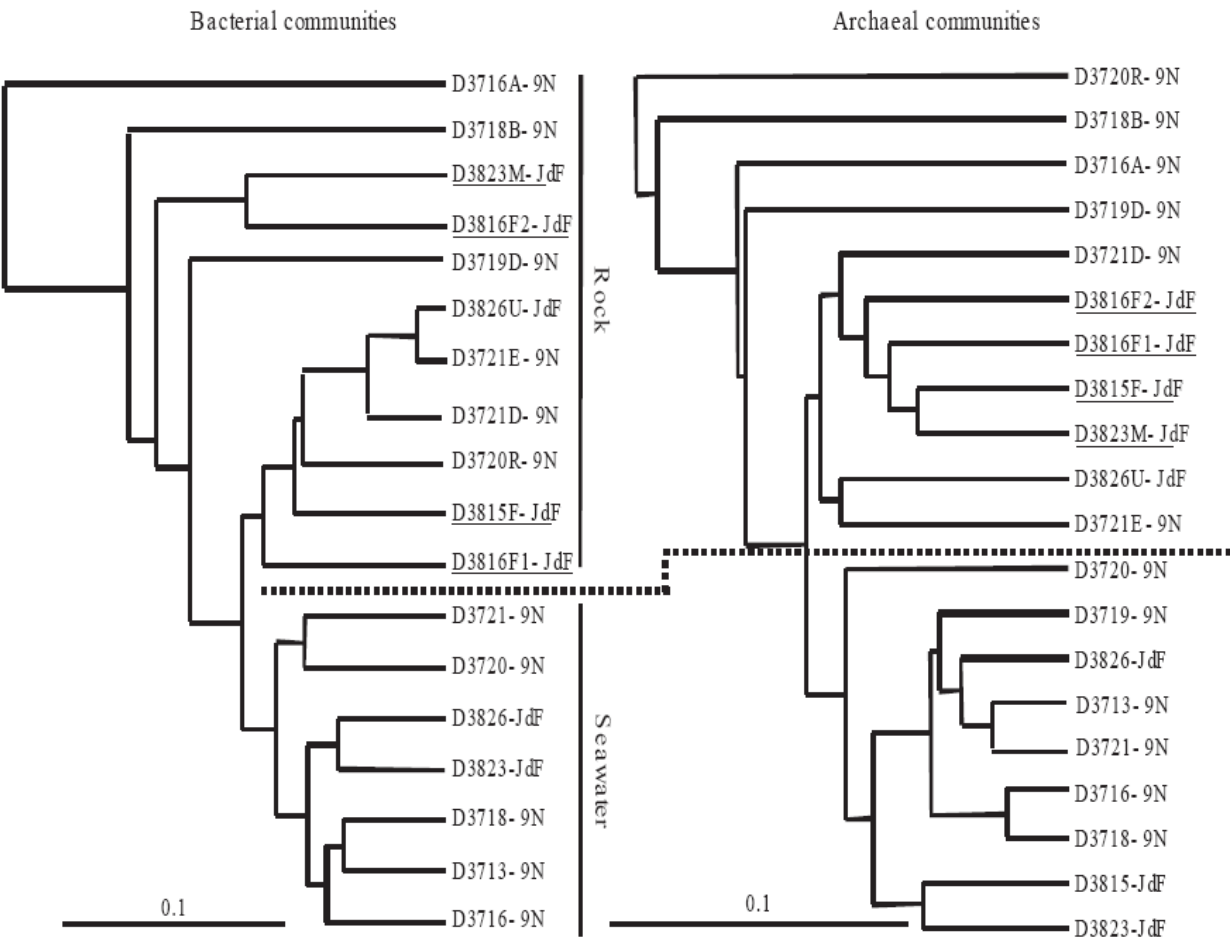 Bacterial communities
D3716A- 9N
D3718B- 9N
D3823M- JdF
D3816F2- JdF
D3719D- 9N
D3826U- JdF
D3721E- 9N
D3721D- 9N
D3720R- 9N
D3815F- JdF
D3816F1- JdF
D3721- 9N
D3720- 9N
D3826-JdF
D3823-JdF
D3718- 9N
D3713- 9N
D3716- 9N
0.1
Rock
Seawater
Archaeal communities
D3720R- 9N
D3718B- 9N
D3716A- 9N
D3719D- 9N
D3721D- 9N
D3816F2- JdF
D3816F1- JdF
D3815F- JdF
D3823M- JdF
D3826U- JdF
D3721E - 9N
D3720- 9N
D3719- 9N
D3826-JdF
D3713- 9N
D3721- 9N
D3716- 9N
D3718- 9N
D3815-JdF
D3823-JdF
0.1